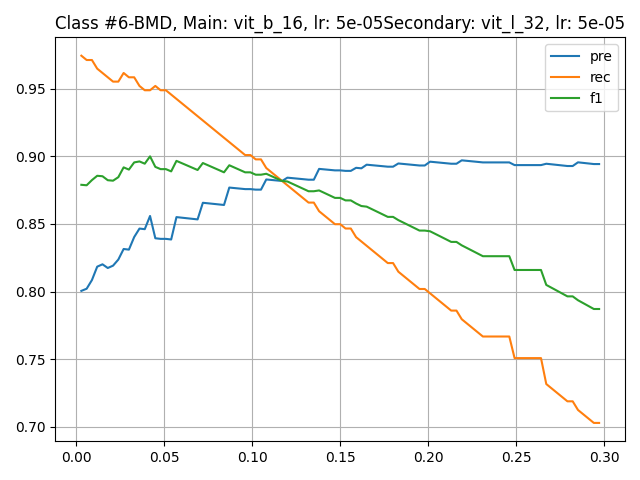 Class #6-BMD, Main: vit_b_16, lr: 5e-05Secondary: vit_l_32, lr: 5e-05
pre
rec
f1
0.95
0.90
0.85
0.80
0.75
0.70
0.00 0.05 0.10 0.15 0.20 0.25 0.30